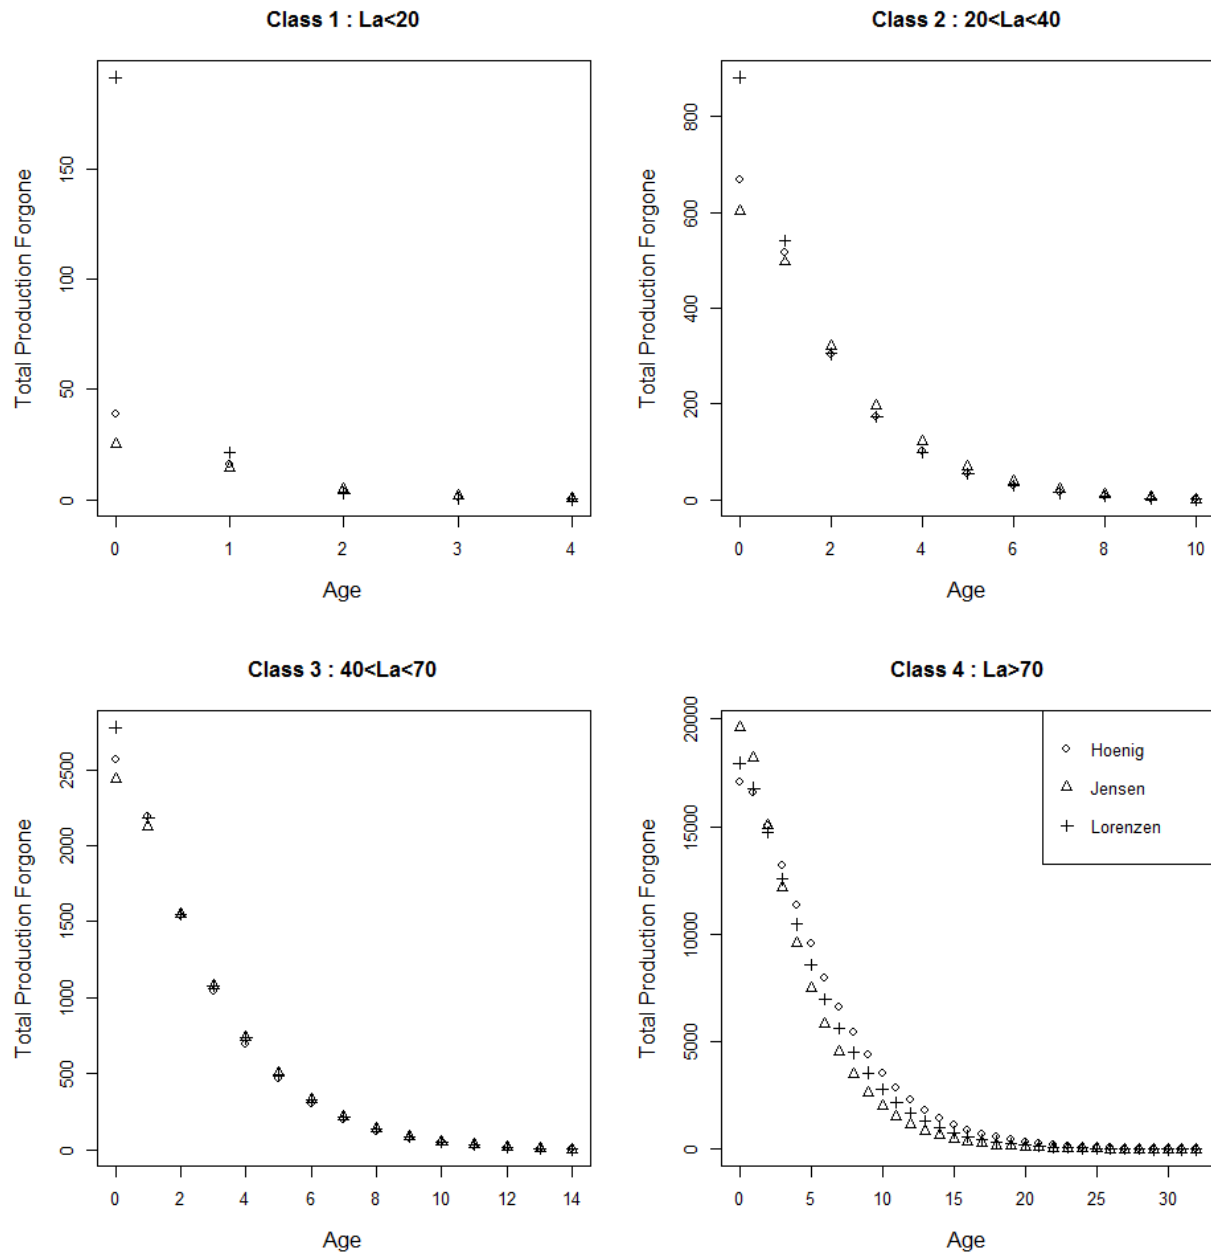 Class 1 : La<20
Total Production Forgone
150
100
50
0
0 1 2 3 4
Age
Class 2 : 20<La<40
Total Production Forgone
800
600
400
200
0
0 2 4 6 8 10
Age
Class 3 : 40<La<70
Total Production Forgone
2500
2000
1500
1000
500
0
0 2 4 6 8 10 12 14
Age
Class 4 : La>70
Total Production Forgone
20000
15000
10000
5000
0
0 5 10 15 20 25 30
Age
Hoenig
Jensen
Lorenzen